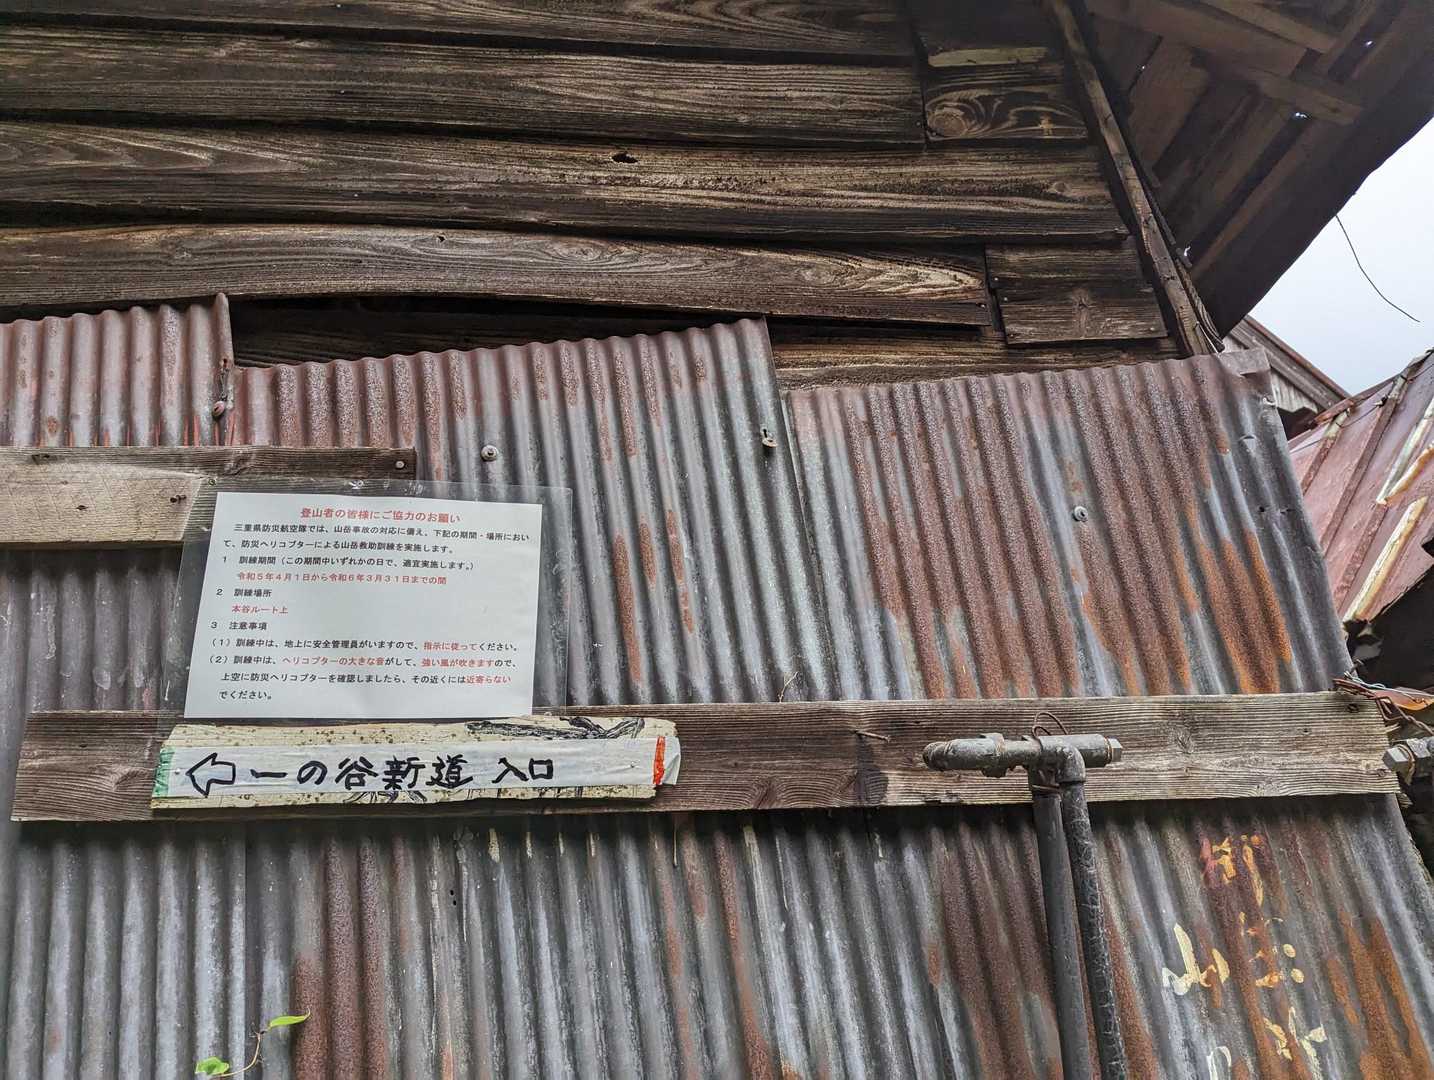 登山者の皆様にご協力のお願い
三重県防災航空隊では、山岳事故の対応に備え、下記の期間・場所におい
て、防災ヘリコプターによる山岳救助訓練を実施します。
1 訓練期間（この期間中いずれかの日で、適宜実施します。）
令和5年4月1日から令和6年3月31日までの間
2 訓練場所
本谷ルート上
3 注意事項
（1）訓練中は、地上に安全管理員がいますので、指示に従ってください。
（2）訓練中は、ヘリコプターの大きな音がして、強い風が吹きますので、
上空に防災ヘリコプターを確認しましたら、その近くには近寄らない
でください。
一の谷新道 入口
山